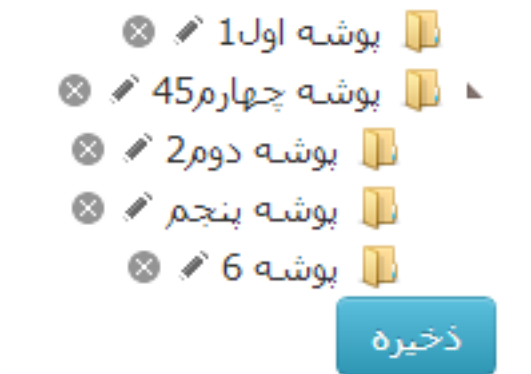 پوشه اول1
پوشه چهارم45
پوشه دوم2
پوشه پنجم
پوشه 6
ذخیره